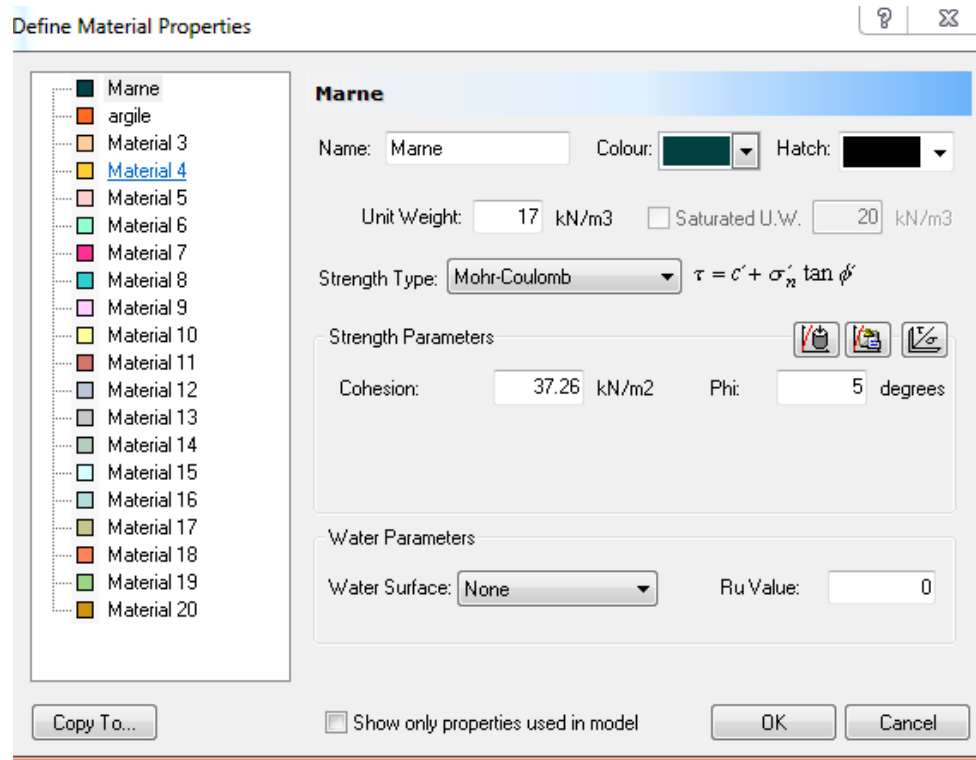 Define Material Properties
Marne
argile
Material 3
Material 4
Material 5
Material 6
Material 7
Material 8
Material 9
Material 10
Material 11
Material 12
Material 13
Material 14
Material 15
Material 16
Material 17
Material 18
Material 19
Material 20
Marne
Name: Marne Colour: Hatch:
Unit Weight: 17 kN/m3 Saturated U.W. 20 kN/m3
Strength Type: Mohr-Coulomb τ = c′ + σ′n tan ϕ′
Strength Parameters
Cohesion: 37.26 kN/m2 Phi: 5 degrees
Water Parameters
Water Surface: None Ru Value: 0
Copy To... Show only properties used in model OK Cancel